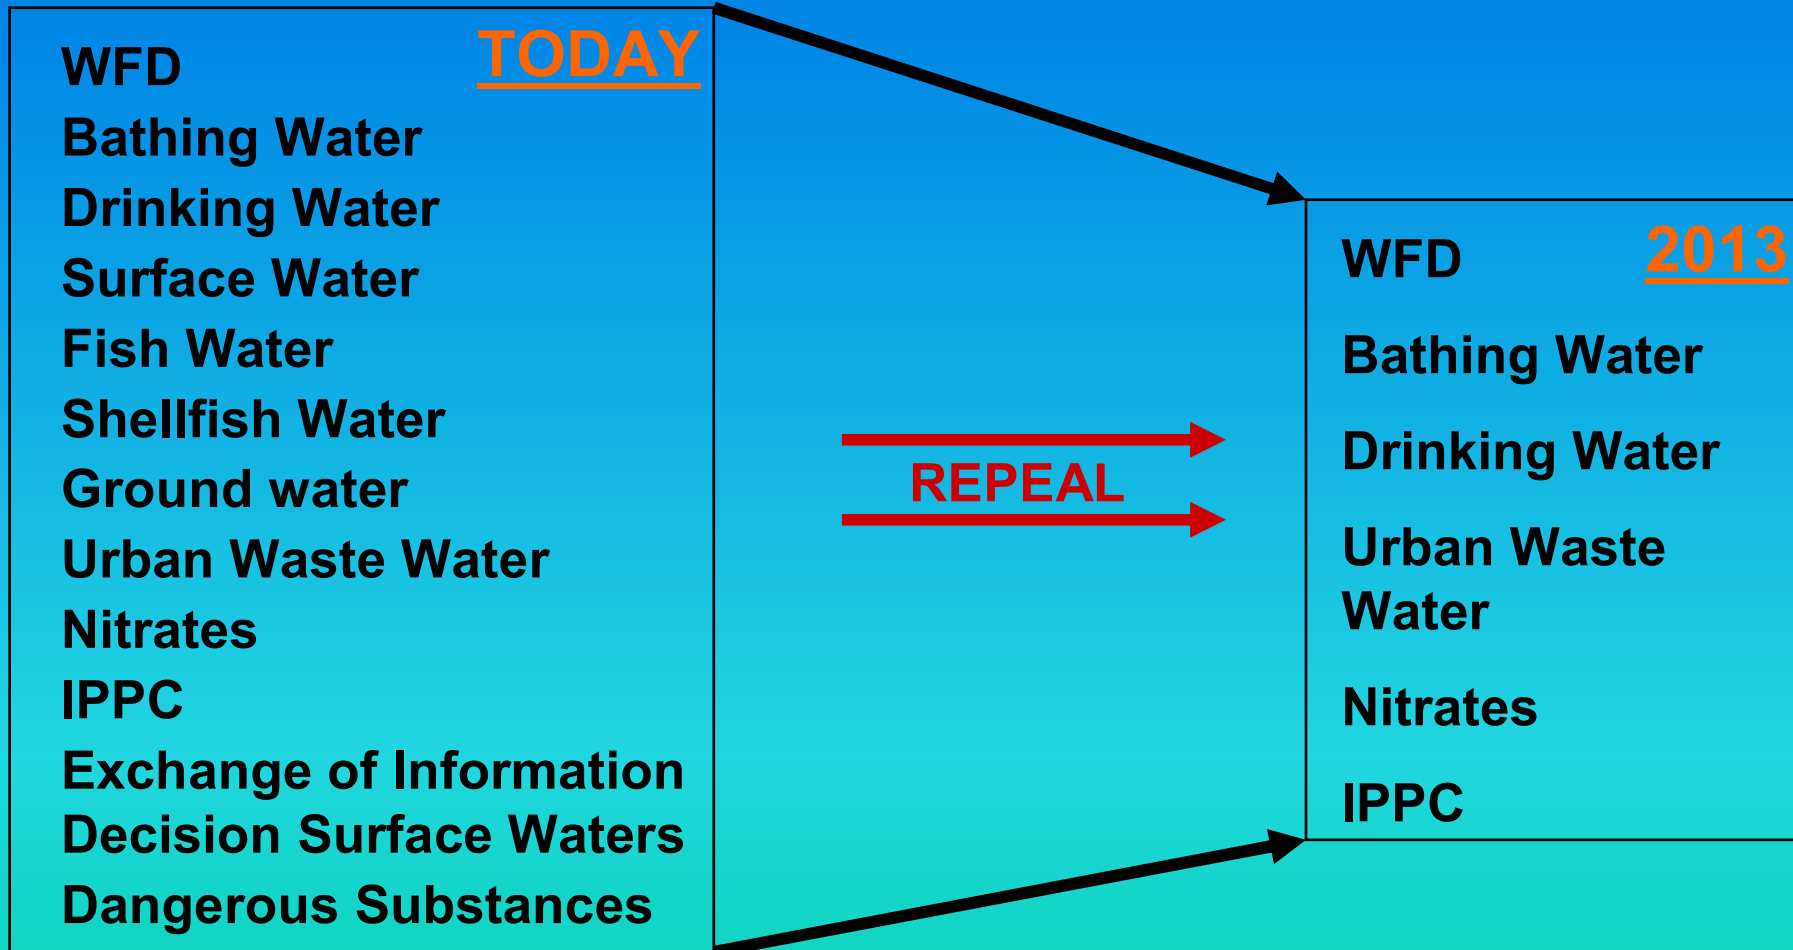 TODAY
WFD
Bathing Water
Drinking Water
Surface Water
Fish Water
Shellfish Water
Ground water
Urban Waste Water
Nitrates
IPPC
Exchange of Information
Decision Surface Waters
Dangerous Substances
REPEAL
2013
WFD
Bathing Water
Drinking Water
Urban Waste
Water
Nitrates
IPPC